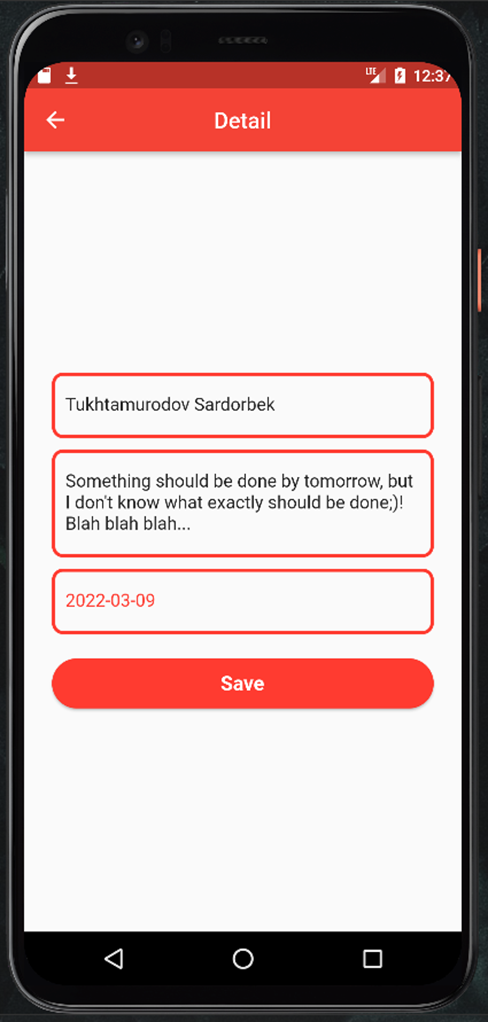 LTE 12:37
Detail
Tukhtamurodov Sardorbek
Something should be done by tomorrow, but
I don't know what exactly should be done;)!
Blah blah blah...
2022-03-09
Save